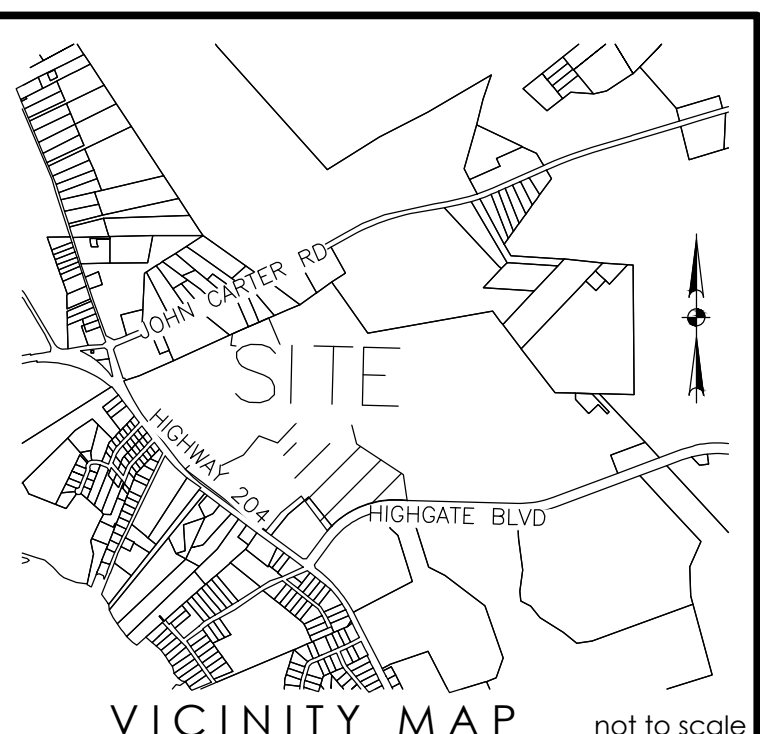 JOHN CARTER RD
SITE
HIGHWAY 204
HIGHGATE BLVD
VICINITY MAP
not to scale